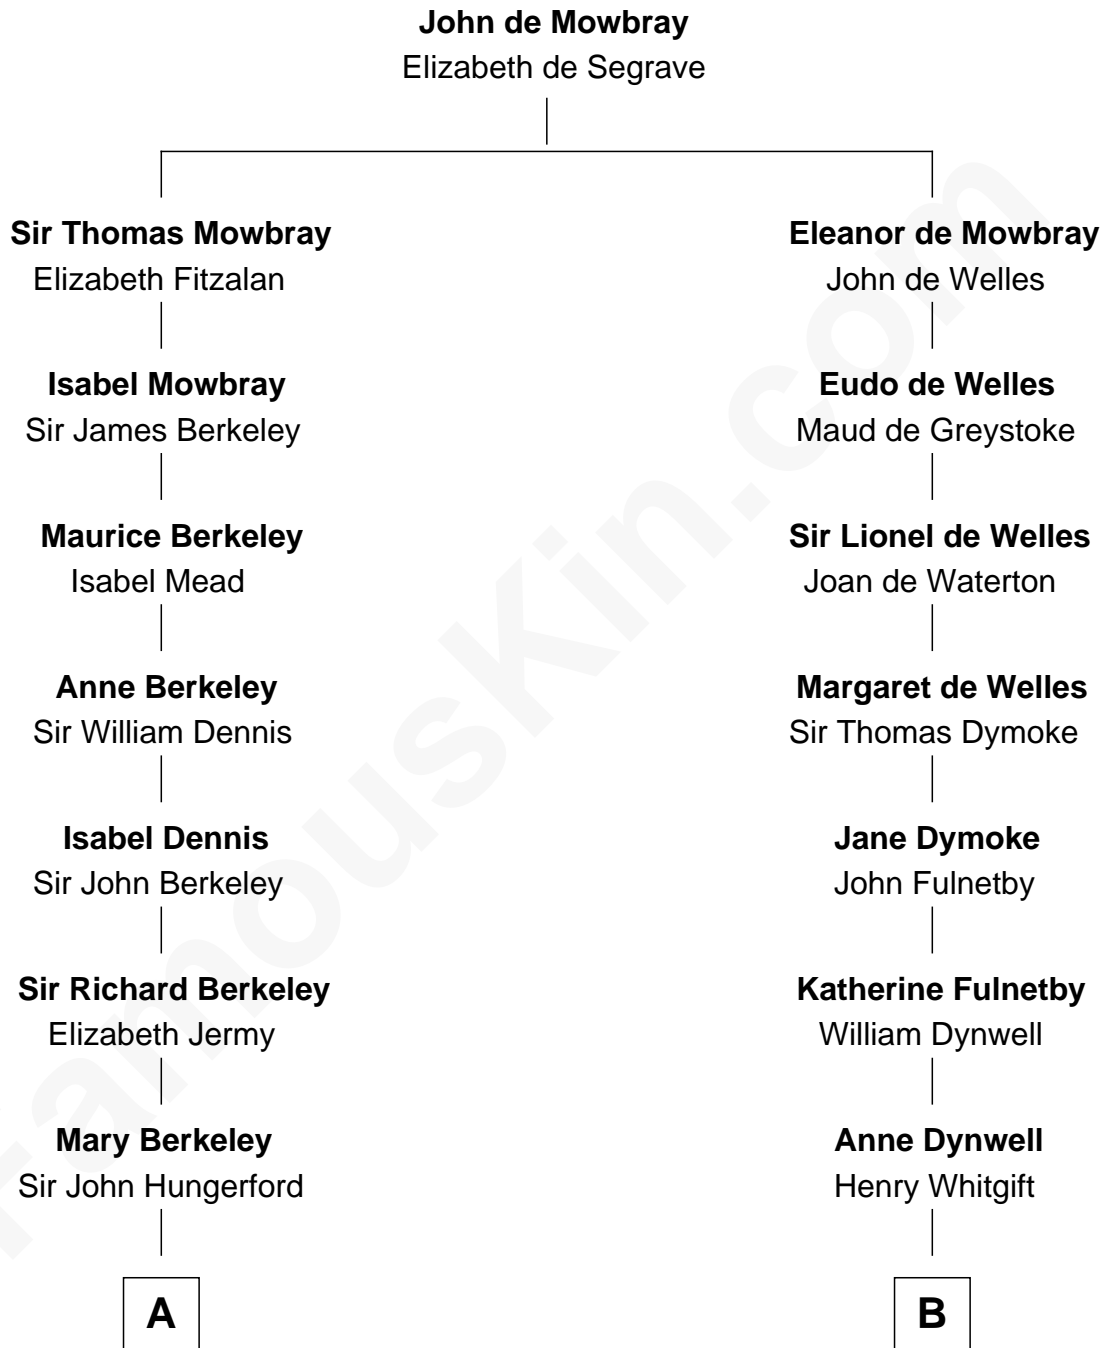 John de Mowbray
Elizabeth de Segrave
Sir Thomas Mowbray
Elizabeth Fitzalan
Eleanor de Mowbray
John de Welles
Isabel Mowbray
Sir James Berkeley
Eudo de Welles
Maud de Greystoke
Maurice Berkeley
Isabel Mead
Sir Lionel de Welles
Joan de Waterton
Anne Berkeley
Sir William Dennis
Margaret de Welles
Sir Thomas Dymoke
Isabel Dennis
Sir John Berkeley
Jane Dymoke
John Fulnetby
Sir Richard Berkeley
Elizabeth Jermy
Katherine Fulnetby
William Dynwell
Mary Berkeley
Sir John Hungerford
Anne Dynwell
Henry Whitgift
A
B
FamousKin.com